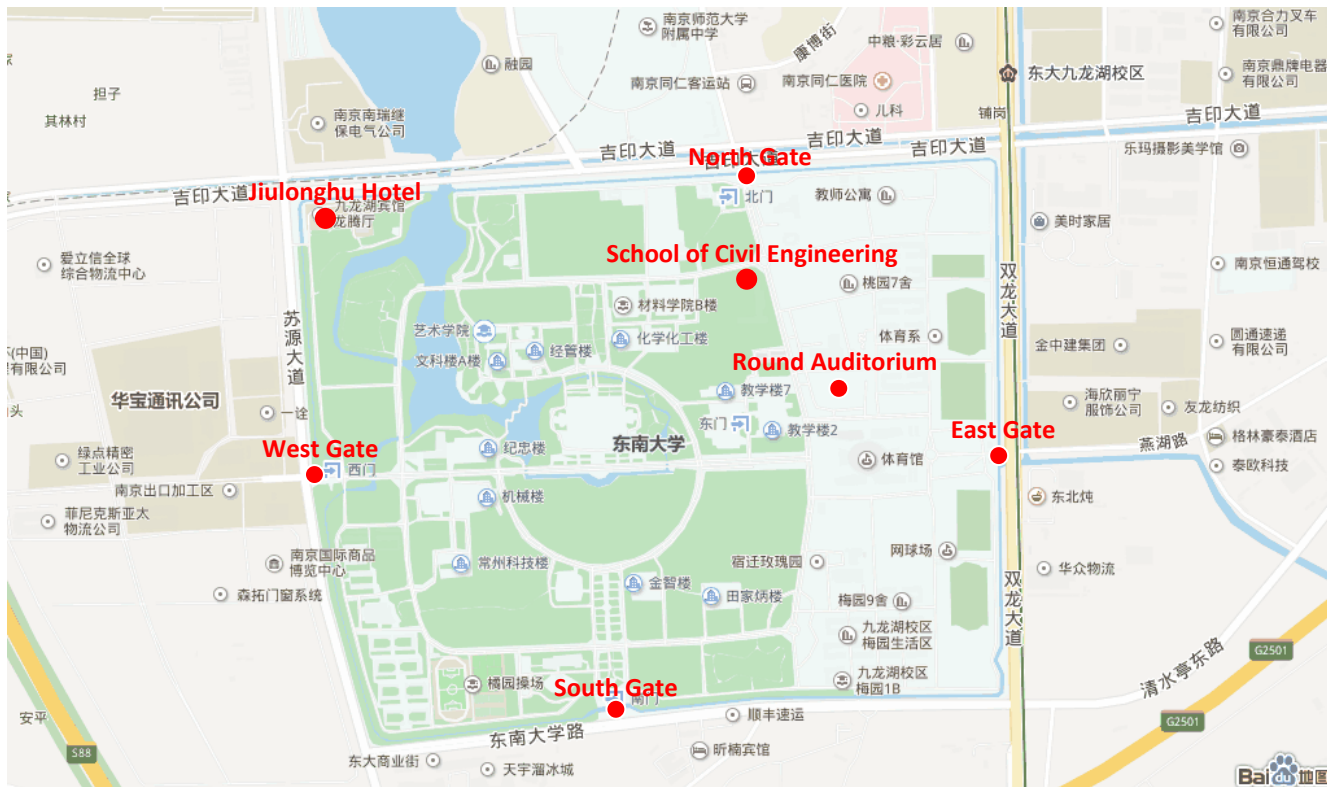 南京师范大学
附属中学
康博街
中粮·彩云居
南京合力叉车
有限公司
融园
南京同仁客运站
南京同仁医院
东大九龙湖校区
南京鼎牌电器
有限公司
担子
其林村
南京南瑞继
保电气公司
儿科
铺岗
吉印大道
吉印大道
吉印大道
吉印大道
吉印大道
吉印大道
吉印大道
乐玛摄影美学馆
North Gate
北门
教师公寓
Jiulonghu Hotel
九龙湖宾馆
龙腾厅
美时家居
爱立信全球
综合物流中心
School of Civil Engineering
双龙大道
南京恒通驾校
桃园7舍
材料学院B楼
苏源大道
艺术学院
化学化工楼
体育系
经管楼
文科楼A楼
(中国)
有限公司
金中建集团
圆通速递
有限公司
Round Auditorium
教学楼7
华宝通讯公司
一诠
头
海欣丽宁
服饰公司
友龙纺织
东门
教学楼2
East Gate
燕湖路
格林豪泰酒店
West Gate
西门
纪忠楼
东南大学
体育馆
泰欧科技
绿点精密
工业公司
南京出口加工区
机械楼
东北炖
菲尼克斯亚太
物流公司
南京国际商品
博览中心
常州科技楼
宿迁玫瑰园
网球场
华众物流
双龙大道
森拓门窗系统
金智楼
田家炳楼
梅园9舍
九龙湖校区
梅园生活区
G2501
清水亭东路
橘园操场
South Gate
南门
九龙湖校区
梅园1B
安平
顺丰速运
G2501
东南大学路
S88
东大商业街
天宇溜冰城
昕楠宾馆
Bai du 地图